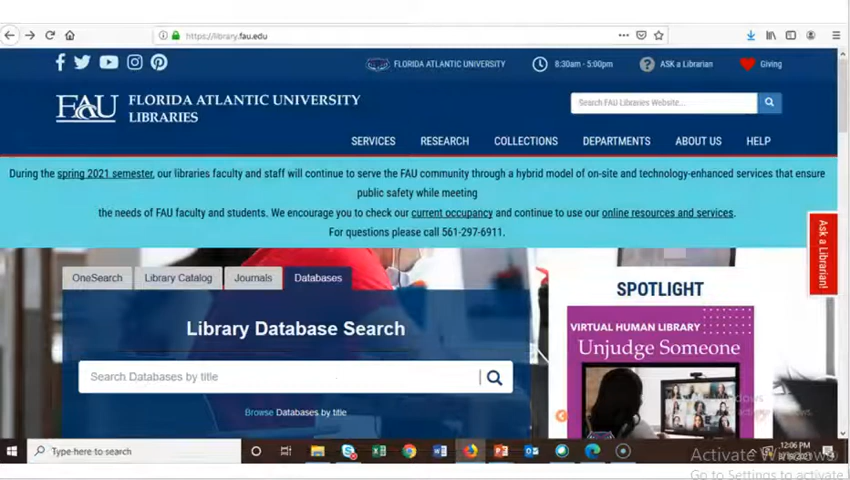 https://library.fau.edu
FLORIDA ATLANTIC UNIVERSITY
8:30am - 5:00pm
ASK a Librarian
Giving
FAU
FLORIDA ATLANTIC UNIVERSITY
LIBRARIES
Search FAU Libraries Website...
SERVICES RESEARCH COLLECTIONS DEPARTMENTS ABOUT US HELP
During the spring 2021 semester, our libraries faculty and staff will continue to serve the FAU community through a hybrid model of on-site and technology-enhanced services that ensure
public safety while meeting
the needs of FAU faculty and students. We encourage you to check our current occupancy and continue to use our online resources and services.
For questions please call 561-297-6911.
Ask a Librarian!
OneSearch Library Catalog Journals Databases
Library Database Search
Search Databases by title
Browse Databases by title
SPOTLIGHT
VIRTUAL HUMAN LIBRARY
Unjudge Someone
Type here to search
12:06 PM
Activate Windows
Go to Settings to activate